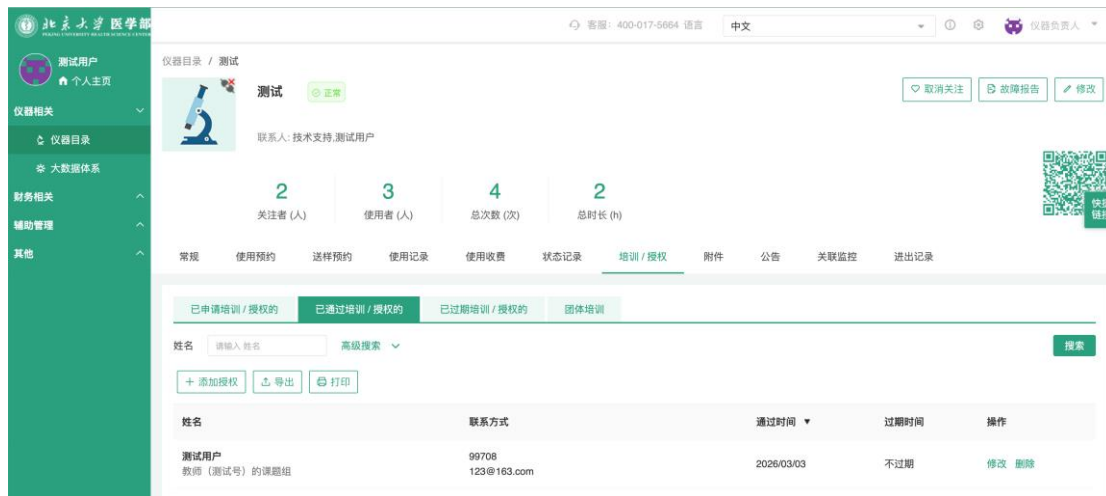 北京大学医学部
PEKING UNIVERSITY HEALTH SCIENCE CENTER
客服：400-017-5664 语言 中文 仪器负责人
测试用户
个人主页
仪器相关
仪器目录
大数据体系
财务相关
辅助管理
其他
仪器目录 / 测试
测试 正常
取消关注 故障报告 修改
联系人: 技术支持,测试用户
2 3 4 2
关注者 (人) 使用者 (人) 总次数 (次) 总时长 (h)
快捷
链接
常规 使用预约 送样预约 使用记录 使用收费 状态记录 培训 / 授权 附件 公告 关联监控 进出记录
已申请培训 / 授权的 已通过培训 / 授权的 已过期培训 / 授权的 团体培训
姓名 请输入 姓名 高级搜索 搜索
+ 添加授权 导出 打印
姓名 联系方式 通过时间 ▼ 过期时间 操作
测试用户 99708
教师（测试号）的课题组 123@163.com 2026/03/03 不过期 修改 删除